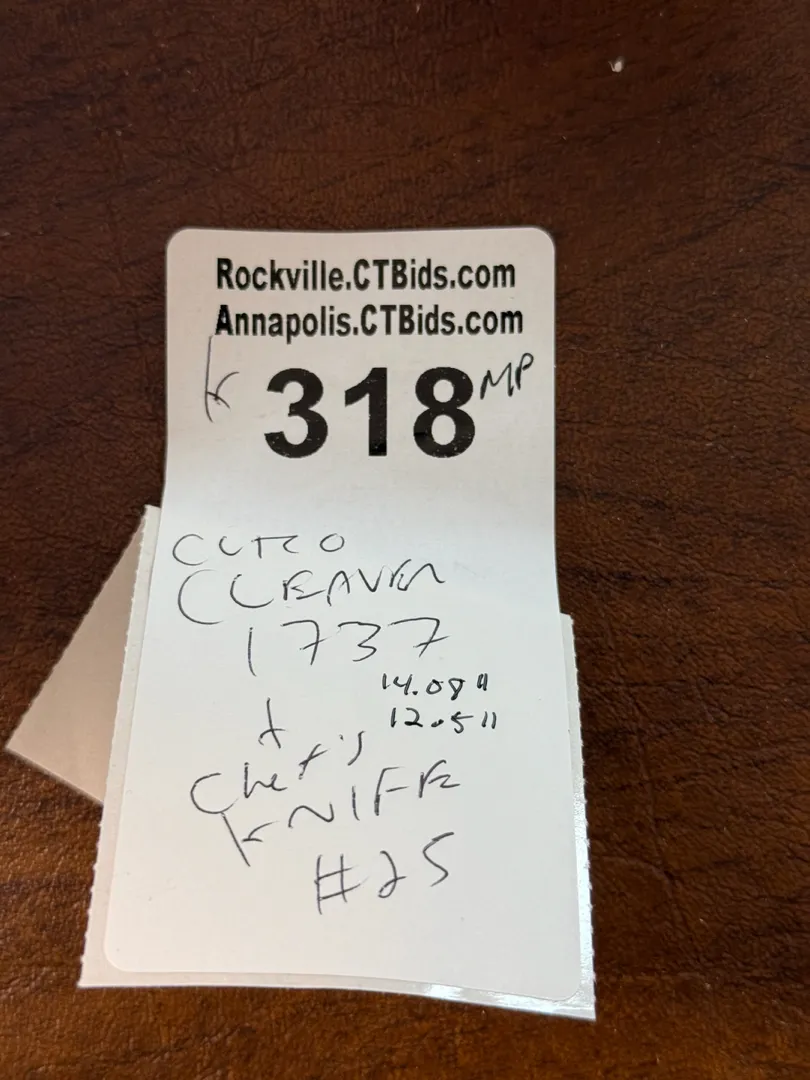 Rockville.CTBids.com
Annapolis.CTBids.com
K 318 MP
CUTCO
CLEAVER
1737
14.08"
+ 12.5"
Chef's
KNIFE
#25